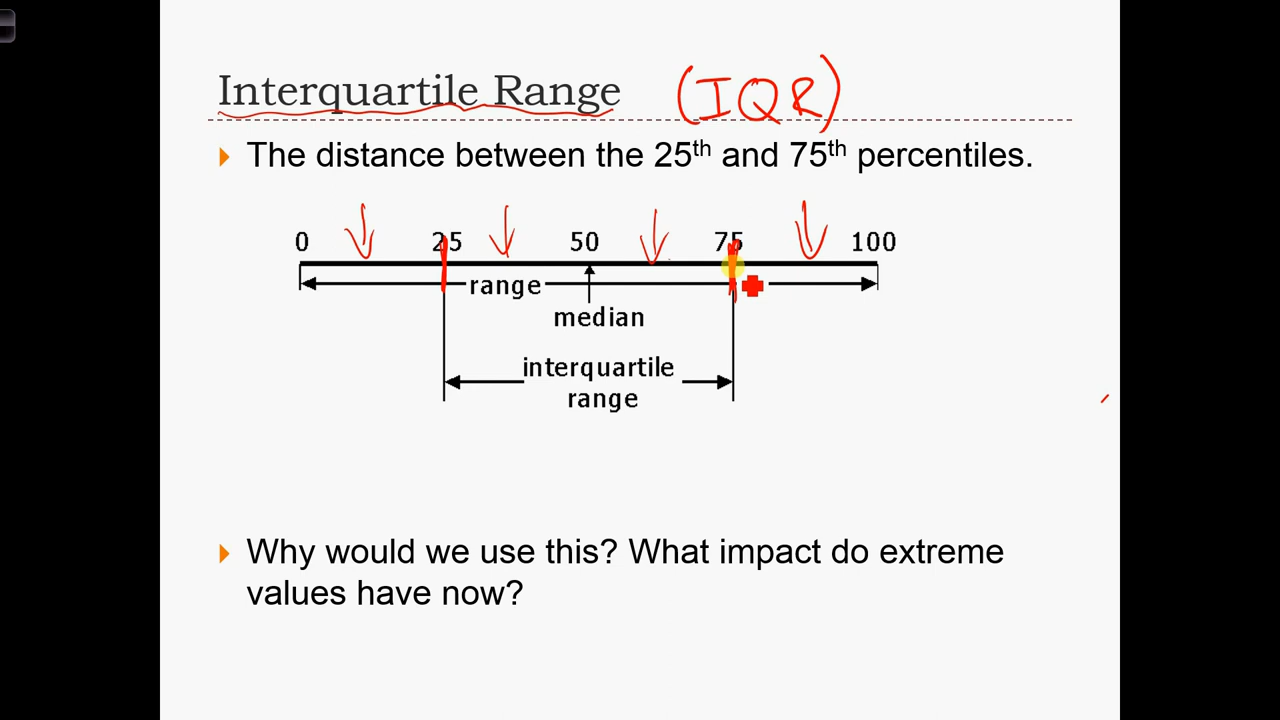 Interquartile Range (IQR)
The distance between the 25th and 75th percentiles.
0 25 50 75 100
range
median
interquartile
range
Why would we use this? What impact do extreme
values have now?